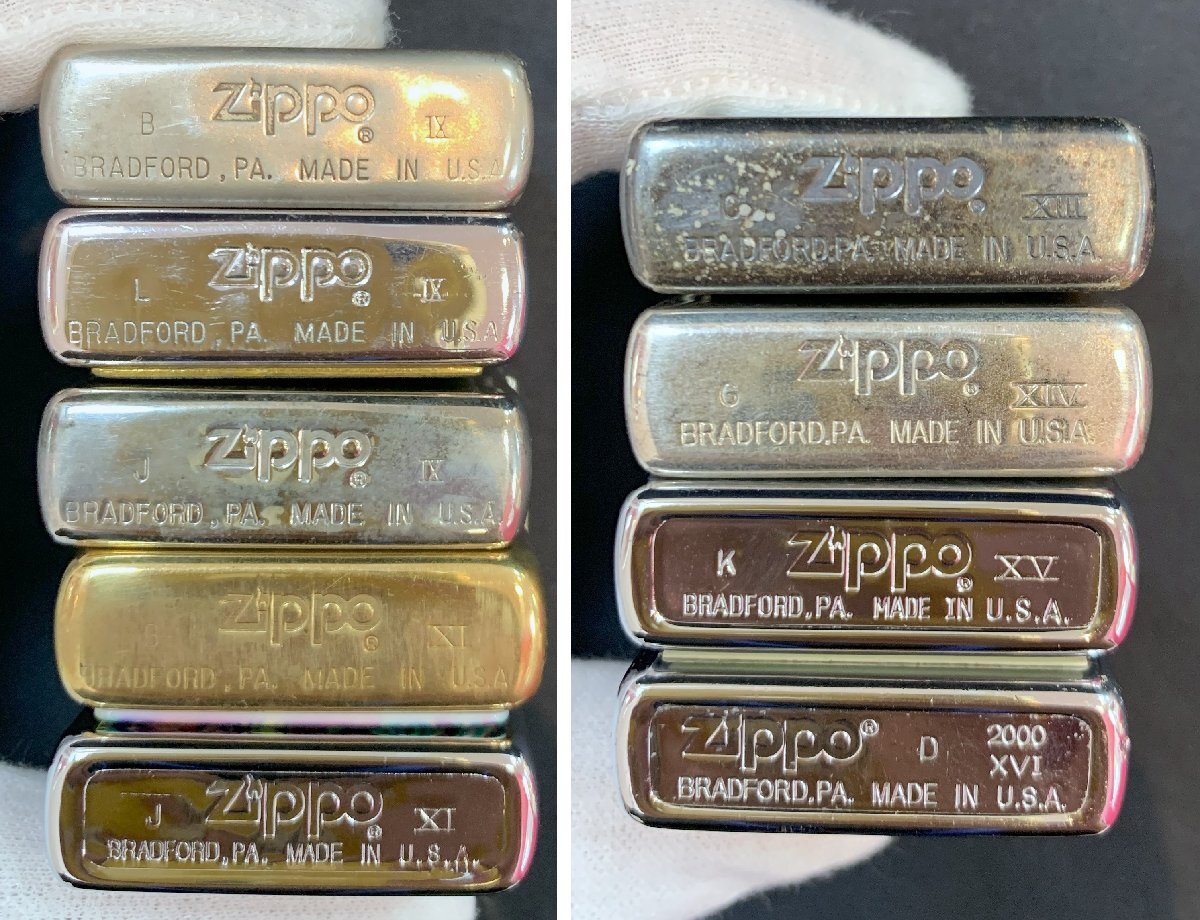 Zippo®
B IX
BRADFORD, PA. MADE IN U.S.A
Zippo®
L IX
BRADFORD, PA. MADE IN U.S.A
Zippo®
J IX
BRADFORD, PA. MADE IN U.S.A.
Zippo®
XI
BRADFORD, PA. MADE IN U.S.A
Zippo®
J XI
BRADFORD, PA. MADE IN U.S.A.
Zippo
XIII
BRADFORD, PA. MADE IN U.S.A.
Zippo®
G XIV
BRADFORD, PA. MADE IN U.S.A.
Zippo®
K XV
BRADFORD, PA. MADE IN U.S.A.
Zippo® D 2000
XVI
BRADFORD, PA. MADE IN U.S.A.